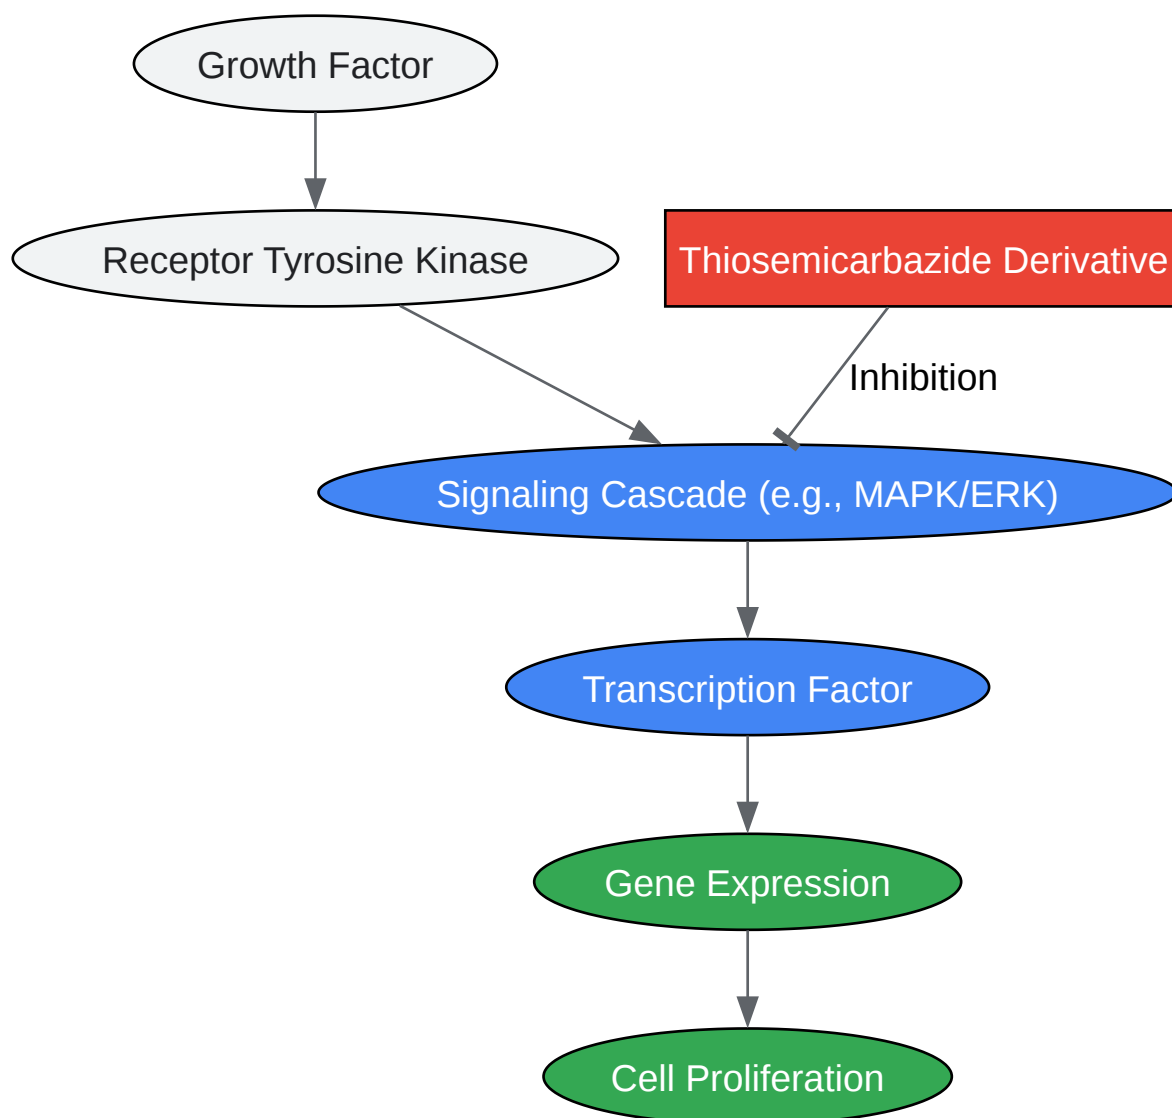 Growth Factor
Receptor Tyrosine Kinase
Thiosemicarbazide Derivative
Inhibition
Signaling Cascade (e.g., MAPK/ERK)
Transcription Factor
Gene Expression
Cell Proliferation